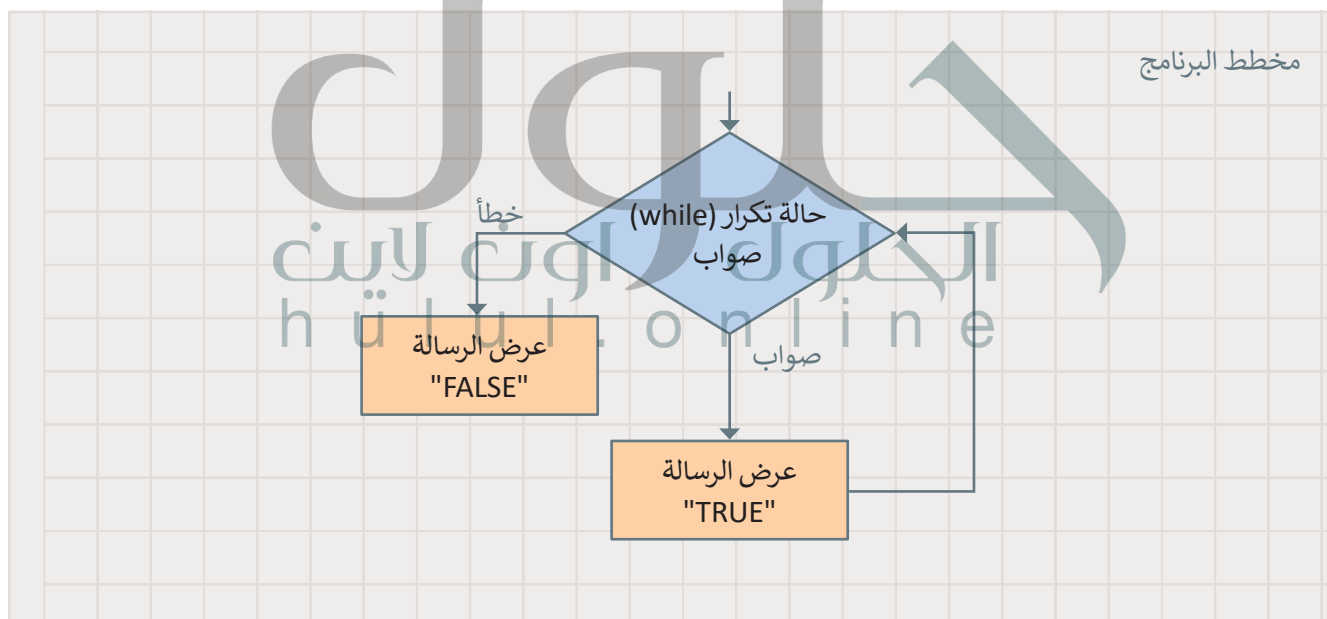 مخطط البرنامج
حلول
حالة تكرار (while)
صواب
خطأ
الحلول اون لاين
hulul.online
عرض الرسالة
"FALSE"
صواب
عرض الرسالة
"TRUE"